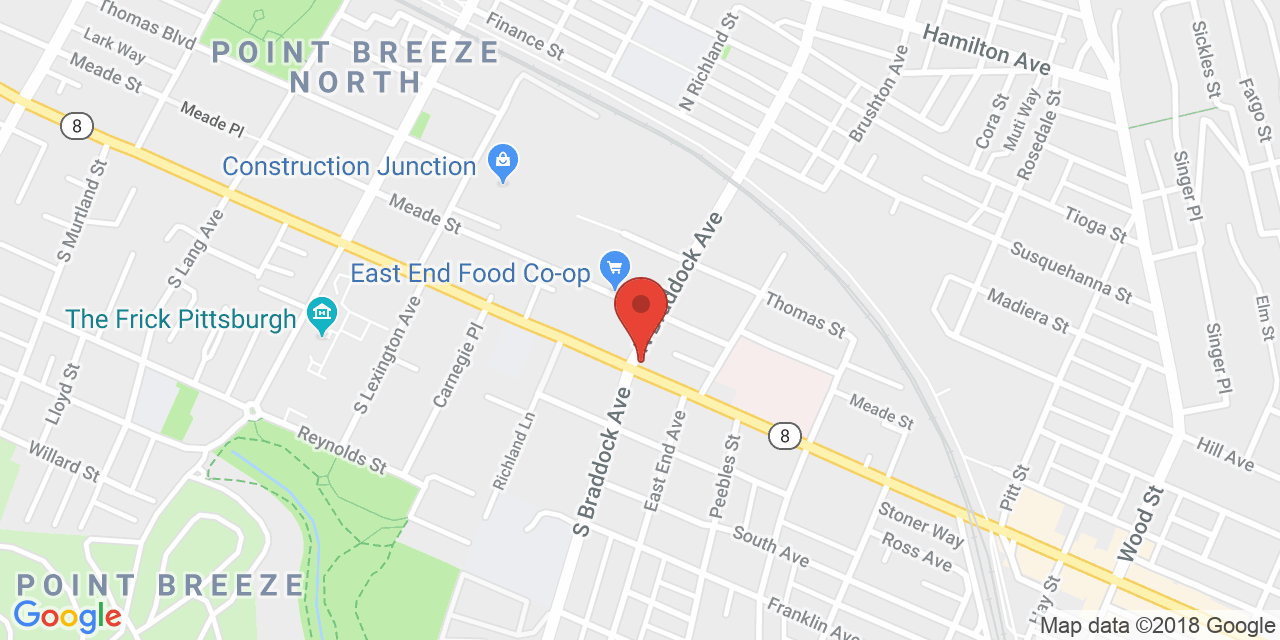 Thomas Blvd
Finance St
Hamilton Ave
Lark Way
POINT BREEZE
NORTH
N Richland St
Sickles St
Meade St
Brushton Ave
Fargo St
Meade Pl
Cora St
Muti Way
Rosedale St
8
Construction Junction
S Murtland St
Singer Pl
Meade St
Tioga St
S Lang Ave
Braddock Ave
Susquehanna St
East End Food Co-op
Madiera St
Thomas St
Elm St
The Frick Pittsburgh
S Lexington Ave
Carnegie Pl
Singer Pl
Lloyd St
S Braddock Ave
Meade St
Reynolds St
Richland Ln
East End Ave
Peebles St
8
Hill Ave
Willard St
Pitt St
Wood St
Stoner Way
South Ave
Ross Ave
POINT BREEZE
Hay St
Franklin Ave
Google
Map data ©2018 Google